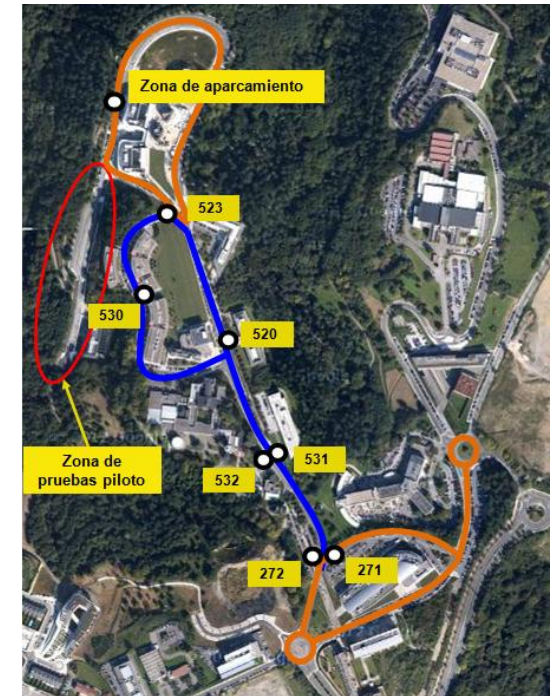 Zona de aparcamiento
523
530
520
Zona de
pruebas piloto
531
532
272
271